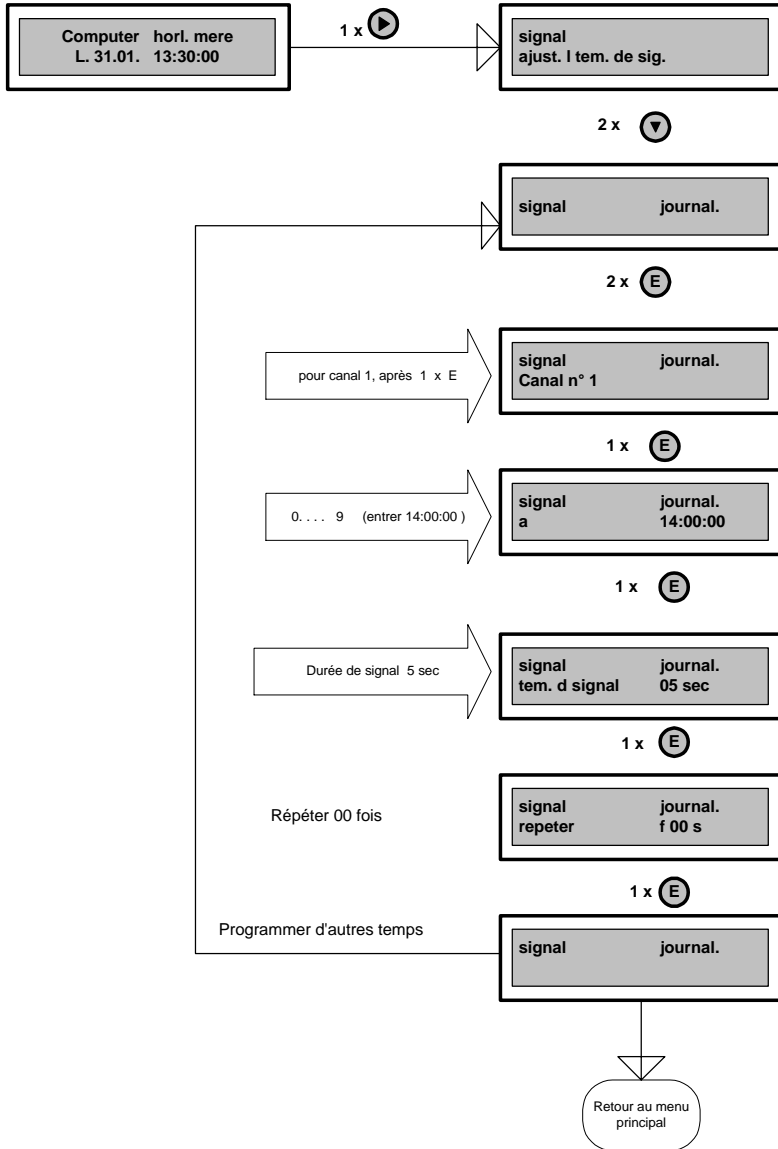 Computer horl. mere
L. 31.01. 13:30:00
1 x
signal
ajust. l tem. de sig.
2 x
signal journal.
2 x E
pour canal 1, après 1 x E
signal journal.
Canal n° 1
1 x E
0. . . . 9 (entrer 14:00:00 )
signal journal.
a 14:00:00
1 x E
Durée de signal 5 sec
signal journal.
tem. d signal 05 sec
1 x E
Répéter 00 fois
signal journal.
repeter f 00 s
1 x E
Programmer d'autres temps
signal journal.
Retour au menu
principal